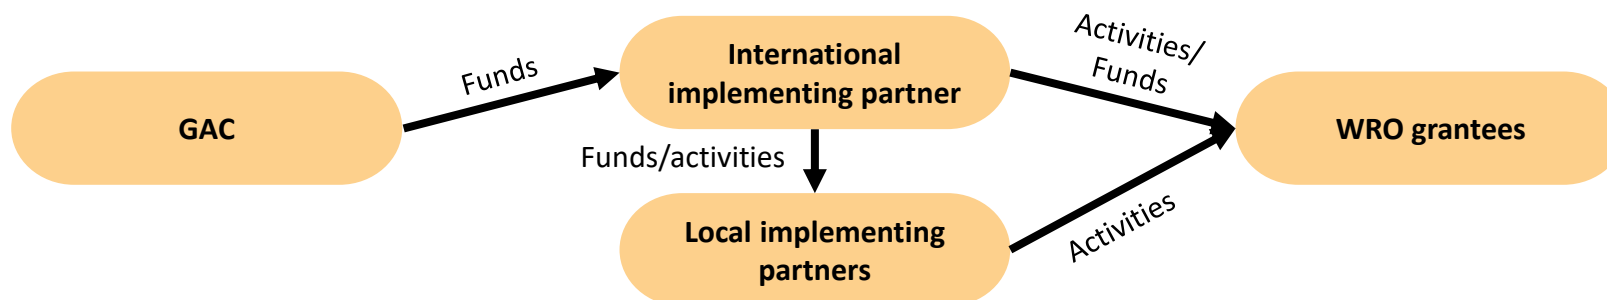 GAC
Funds
International
implementing partner
Funds/activities
Local implementing
partners
Activities/
Funds
Activities
WRO grantees